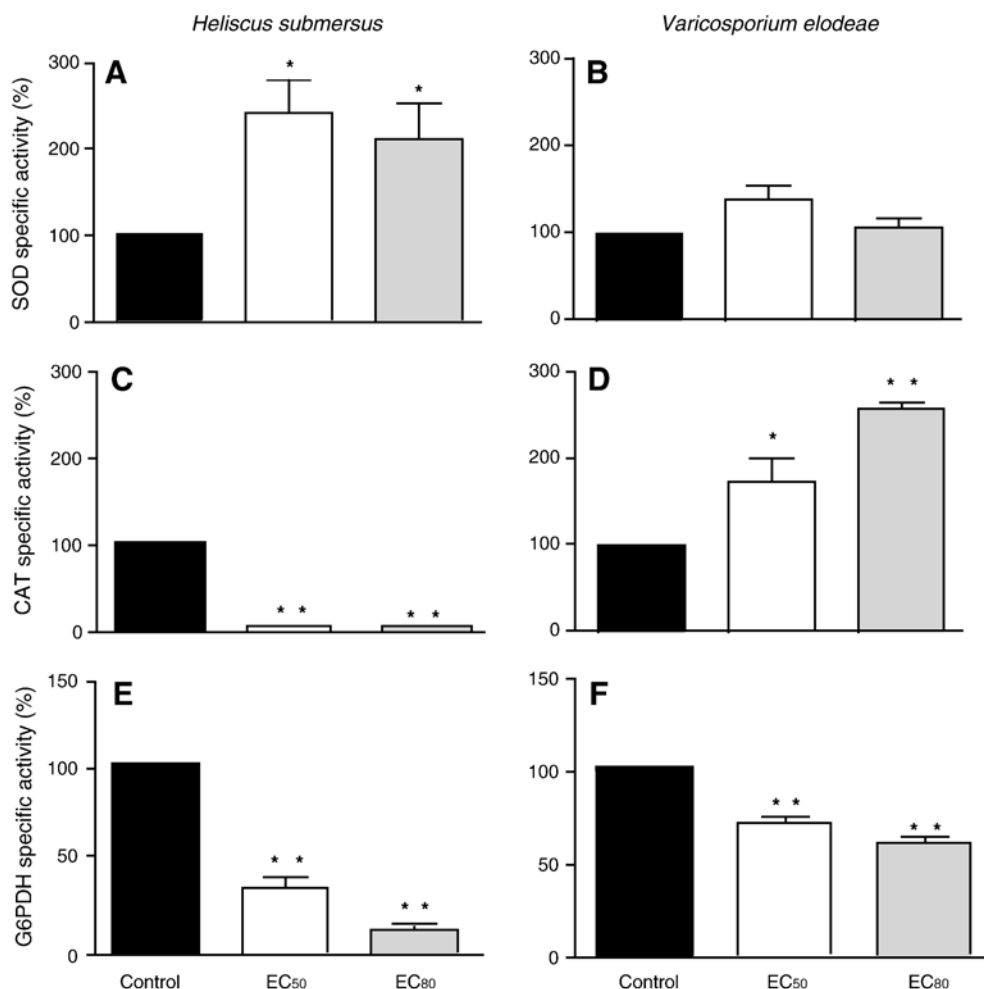 Heliscus submersus
Varicosporium elodeae
SOD specific activity (%)
A
300
200
100
0
*
*
B
300
200
100
0
CAT specific activity (%)
C
300
200
100
0
* *
* *
D
300
200
100
0
*
* *
G6PDH specific activity (%)
E
150
100
50
0
* *
* *
Control
EC50
EC80
F
150
100
50
0
* *
* *
Control
EC50
EC80